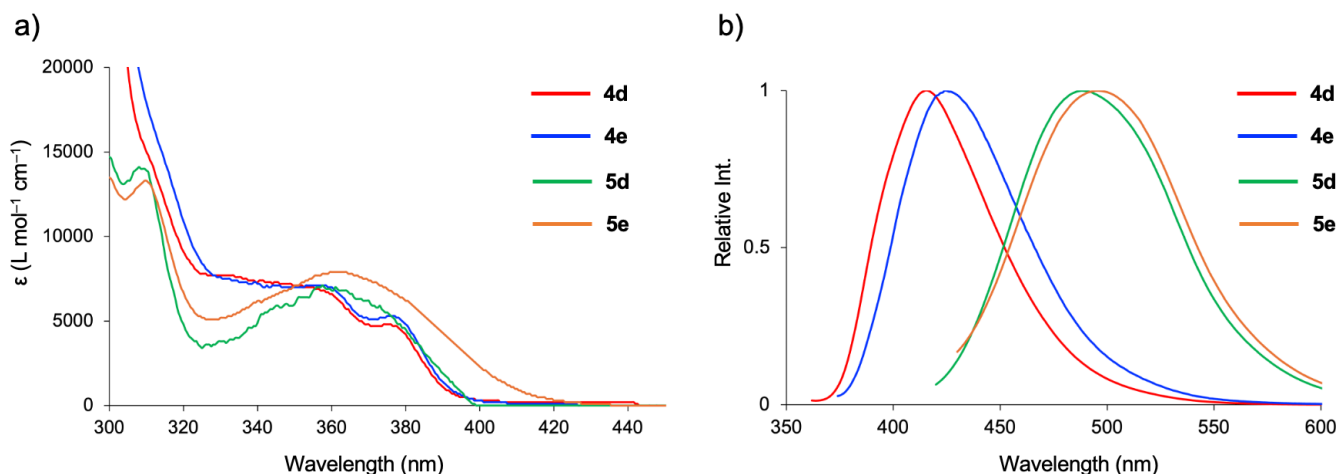 a)
20000
15000
10000
5000
0
ε (L mol⁻¹ cm⁻¹)
300 320 340 360 380 400 420 440
Wavelength (nm)
4d
4e
5d
5e
b)
1
0.5
0
Relative Int.
350 400 450 500 550 600
Wavelength (nm)
4d
4e
5d
5e